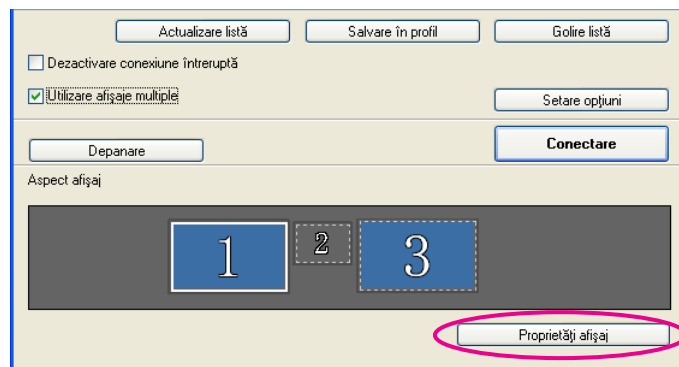 Actualizare listă Salvare în profil Golire listă
Dezactivare conexiune întreruptă
Utilizare afişaje multiple
Setare opţiuni
Depanare Conectare
Aspect afişaj
1 2 3
Proprietăţi afişaj